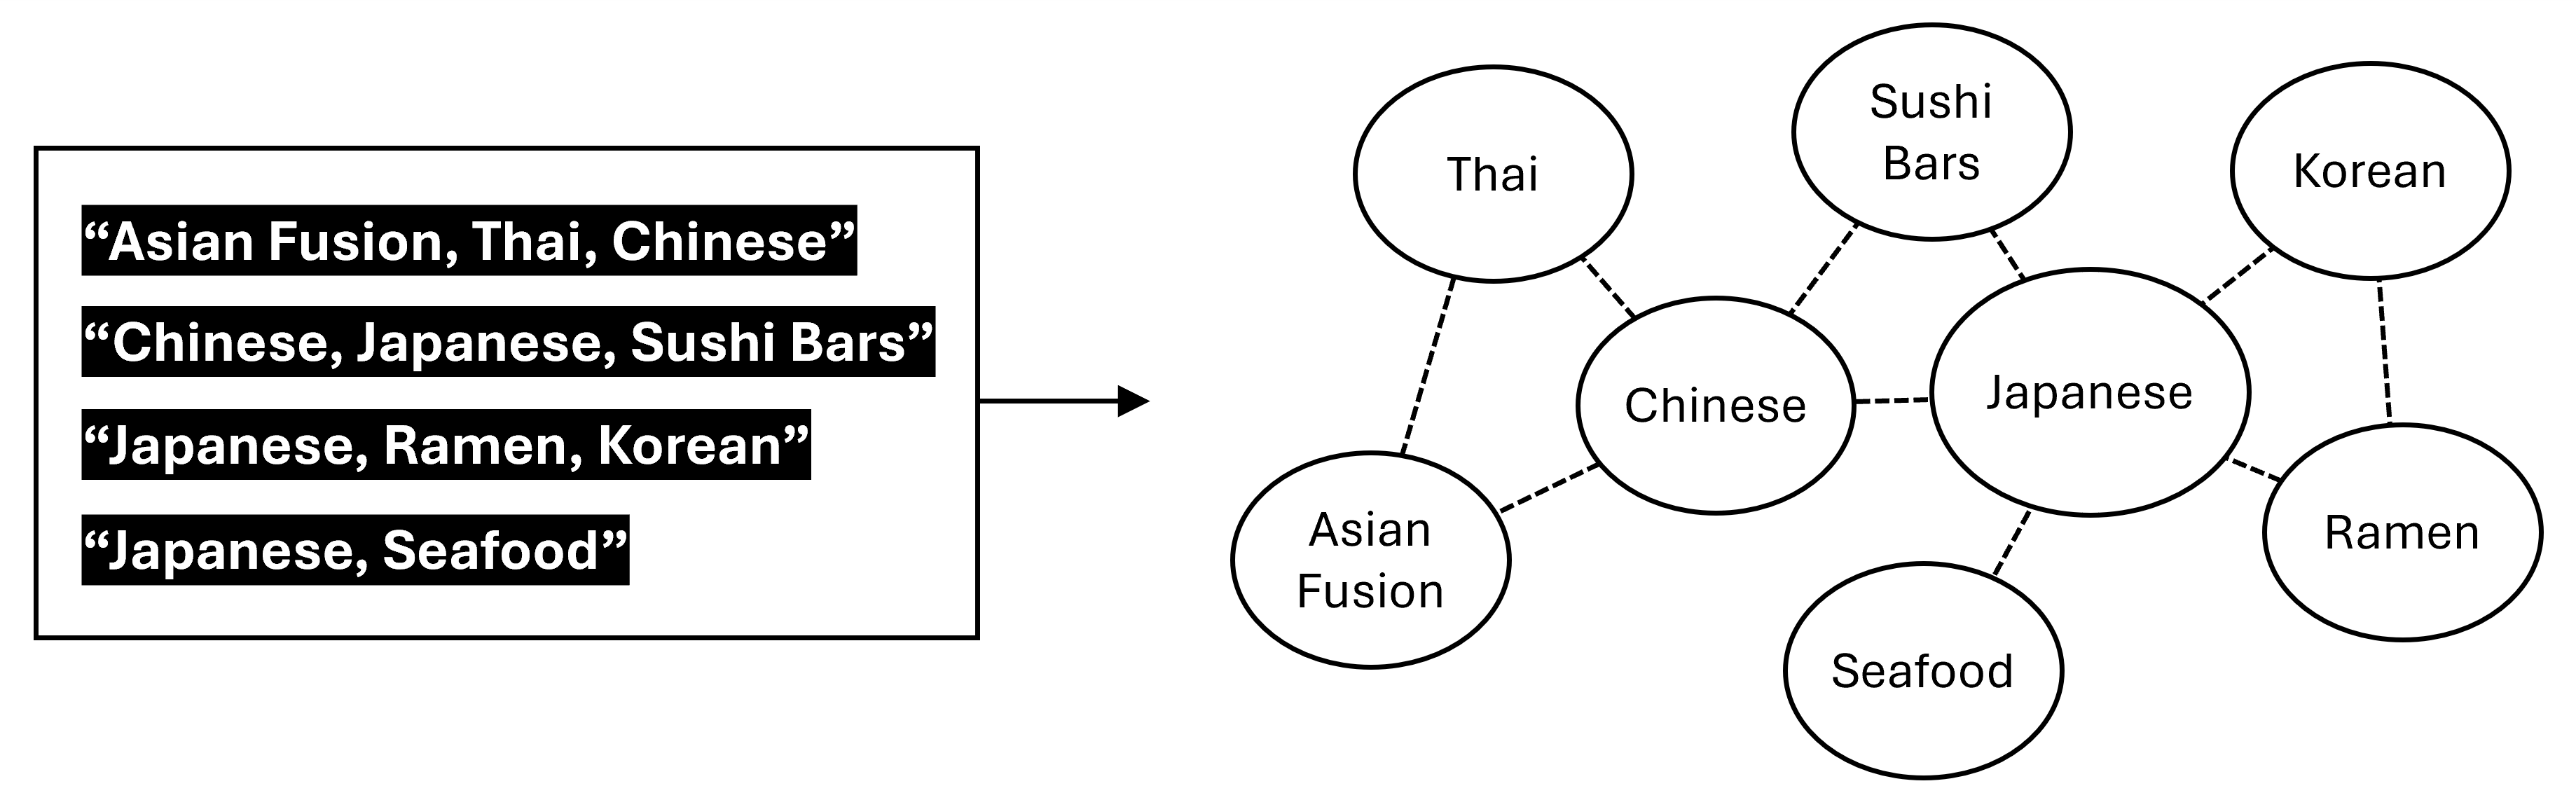 “Asian Fusion, Thai, Chinese”
“Chinese, Japanese, Sushi Bars”
“Japanese, Ramen, Korean”
“Japanese, Seafood”
Thai
Sushi
Bars
Korean
Chinese
Japanese
Asian
Fusion
Ramen
Seafood